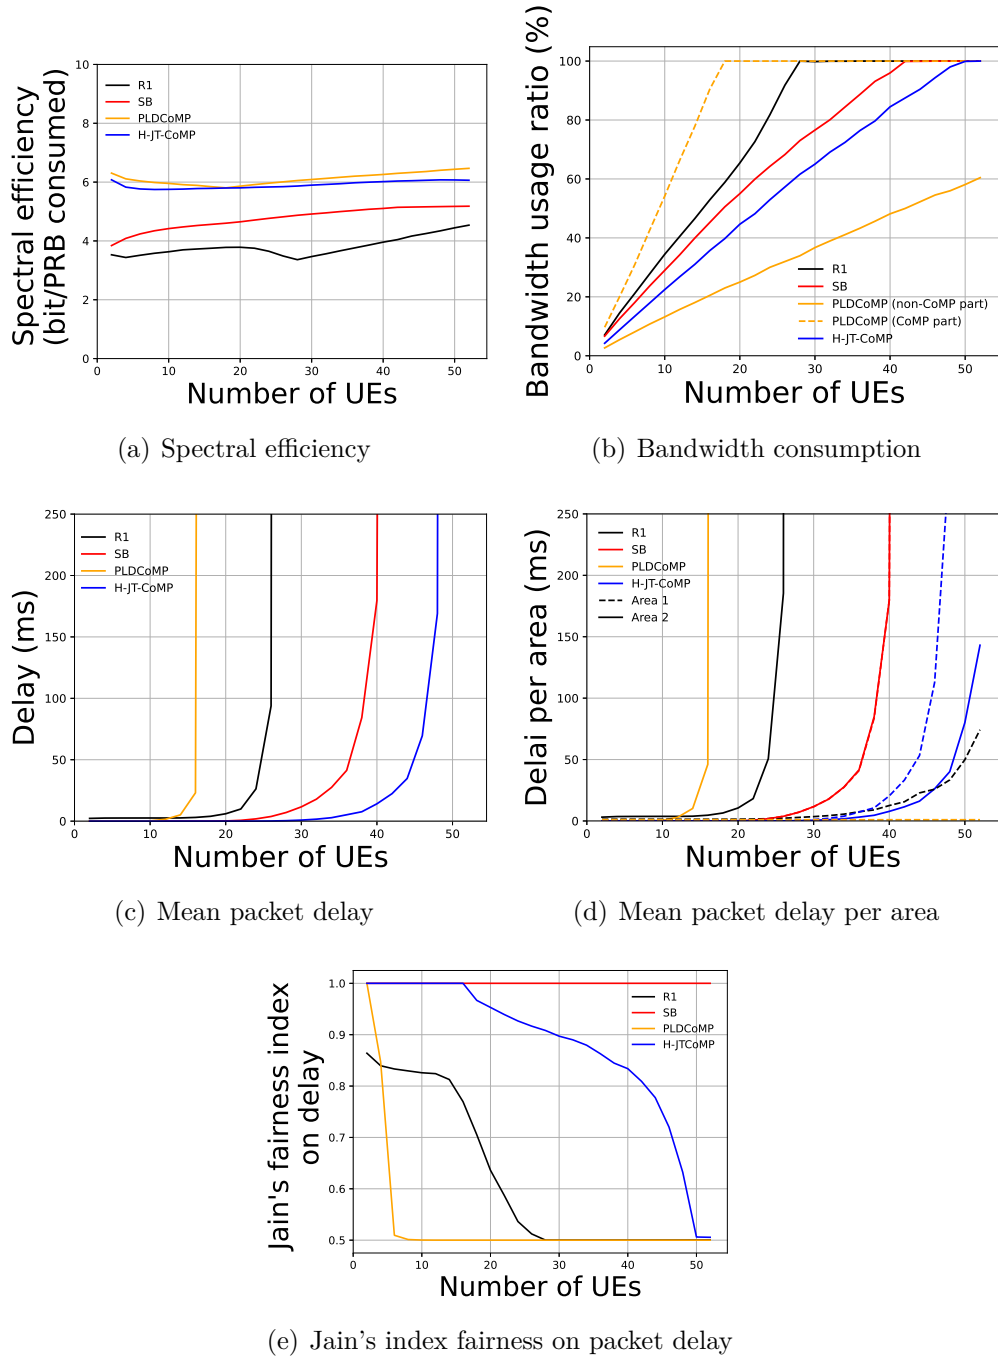 Spectral efficiency
(bit/PRB consumed)
10
8
6
4
2
0
R1
SB
PLDCoMP
H-JT-CoMP
0 10 20 30 40 50
Number of UEs
(a) Spectral efficiency
Bandwidth usage ratio (%)
100
80
60
40
20
0
R1
SB
PLDCoMP (non-CoMP part)
PLDCoMP (CoMP part)
H-JT-CoMP
0 10 20 30 40 50
Number of UEs
(b) Bandwidth consumption
Delay (ms)
250
200
150
100
50
0
R1
SB
PLDCoMP
H-JT-CoMP
0 10 20 30 40 50
Number of UEs
(c) Mean packet delay
Delai per area (ms)
250
200
150
100
50
0
R1
SB
PLDCoMP
H-JT-CoMP
Area 1
Area 2
0 10 20 30 40 50
Number of UEs
(d) Mean packet delay per area
Jain's fairness index
on delay
1.0
0.9
0.8
0.7
0.6
0.5
R1
SB
PLDCoMP
H-JTCoMP
0 10 20 30 40 50
Number of UEs
(e) Jain's index fairness on packet delay